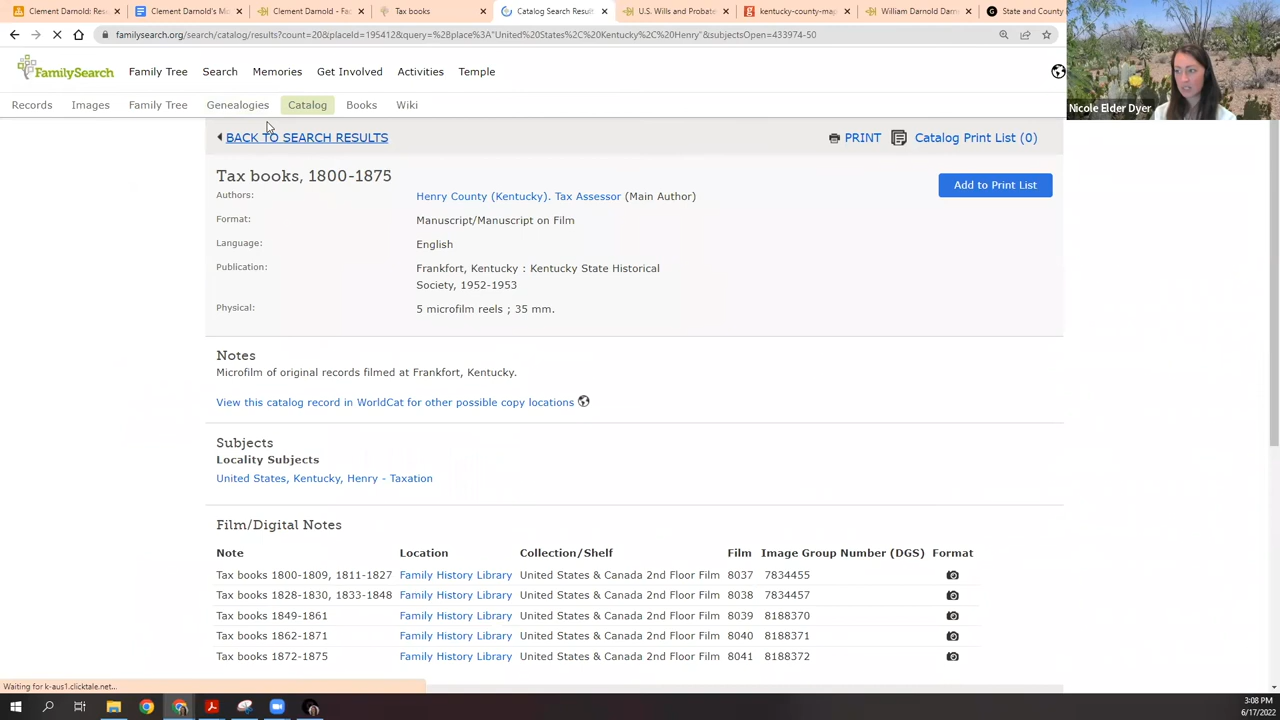 Clement Darnold: Resea
Clement Darnold's Mo
Clement Darnold - Fac
Tax books
Catalog Search Results
U.S. Wills and Probate
kentucky-county-map
William Darnold Darn
State and County
familysearch.org/search/catalog/results?count=20&placeId=195412&query=%2Bplace%3A"United%20States%2C%20Kentucky%2C%20Henry"&subjectsOpen=433974-50
FamilySearch
Family Tree Search Memories Get Involved Activities Temple
Records Images Family Tree Genealogies Catalog Books Wiki
Nicole Elder Dyer
BACK TO SEARCH RESULTS PRINT Catalog Print List (0)
Tax books, 1800-1875
Add to Print List
Authors: Henry County (Kentucky). Tax Assessor (Main Author)
Format: Manuscript/Manuscript on Film
Language: English
Publication: Frankfort, Kentucky : Kentucky State Historical
Society, 1952-1953
Physical: 5 microfilm reels ; 35 mm.
Notes
Microfilm of original records filmed at Frankfort, Kentucky.
View this catalog record in WorldCat for other possible copy locations
Subjects
Locality Subjects
United States, Kentucky, Henry - Taxation
Film/Digital Notes
Note Location Collection/Shelf Film Image Group Number (DGS) Format
Tax books 1800-1809, 1811-1827 Family History Library United States & Canada 2nd Floor Film 8037 7834455
Tax books 1828-1830, 1833-1848 Family History Library United States & Canada 2nd Floor Film 8038 7834457
Tax books 1849-1861 Family History Library United States & Canada 2nd Floor Film 8039 8188370
Tax books 1862-1871 Family History Library United States & Canada 2nd Floor Film 8040 8188371
Tax books 1872-1875 Family History Library United States & Canada 2nd Floor Film 8041 8188372
Waiting for k-aus1.clicktale.net...
3:08 PM
6/17/2022